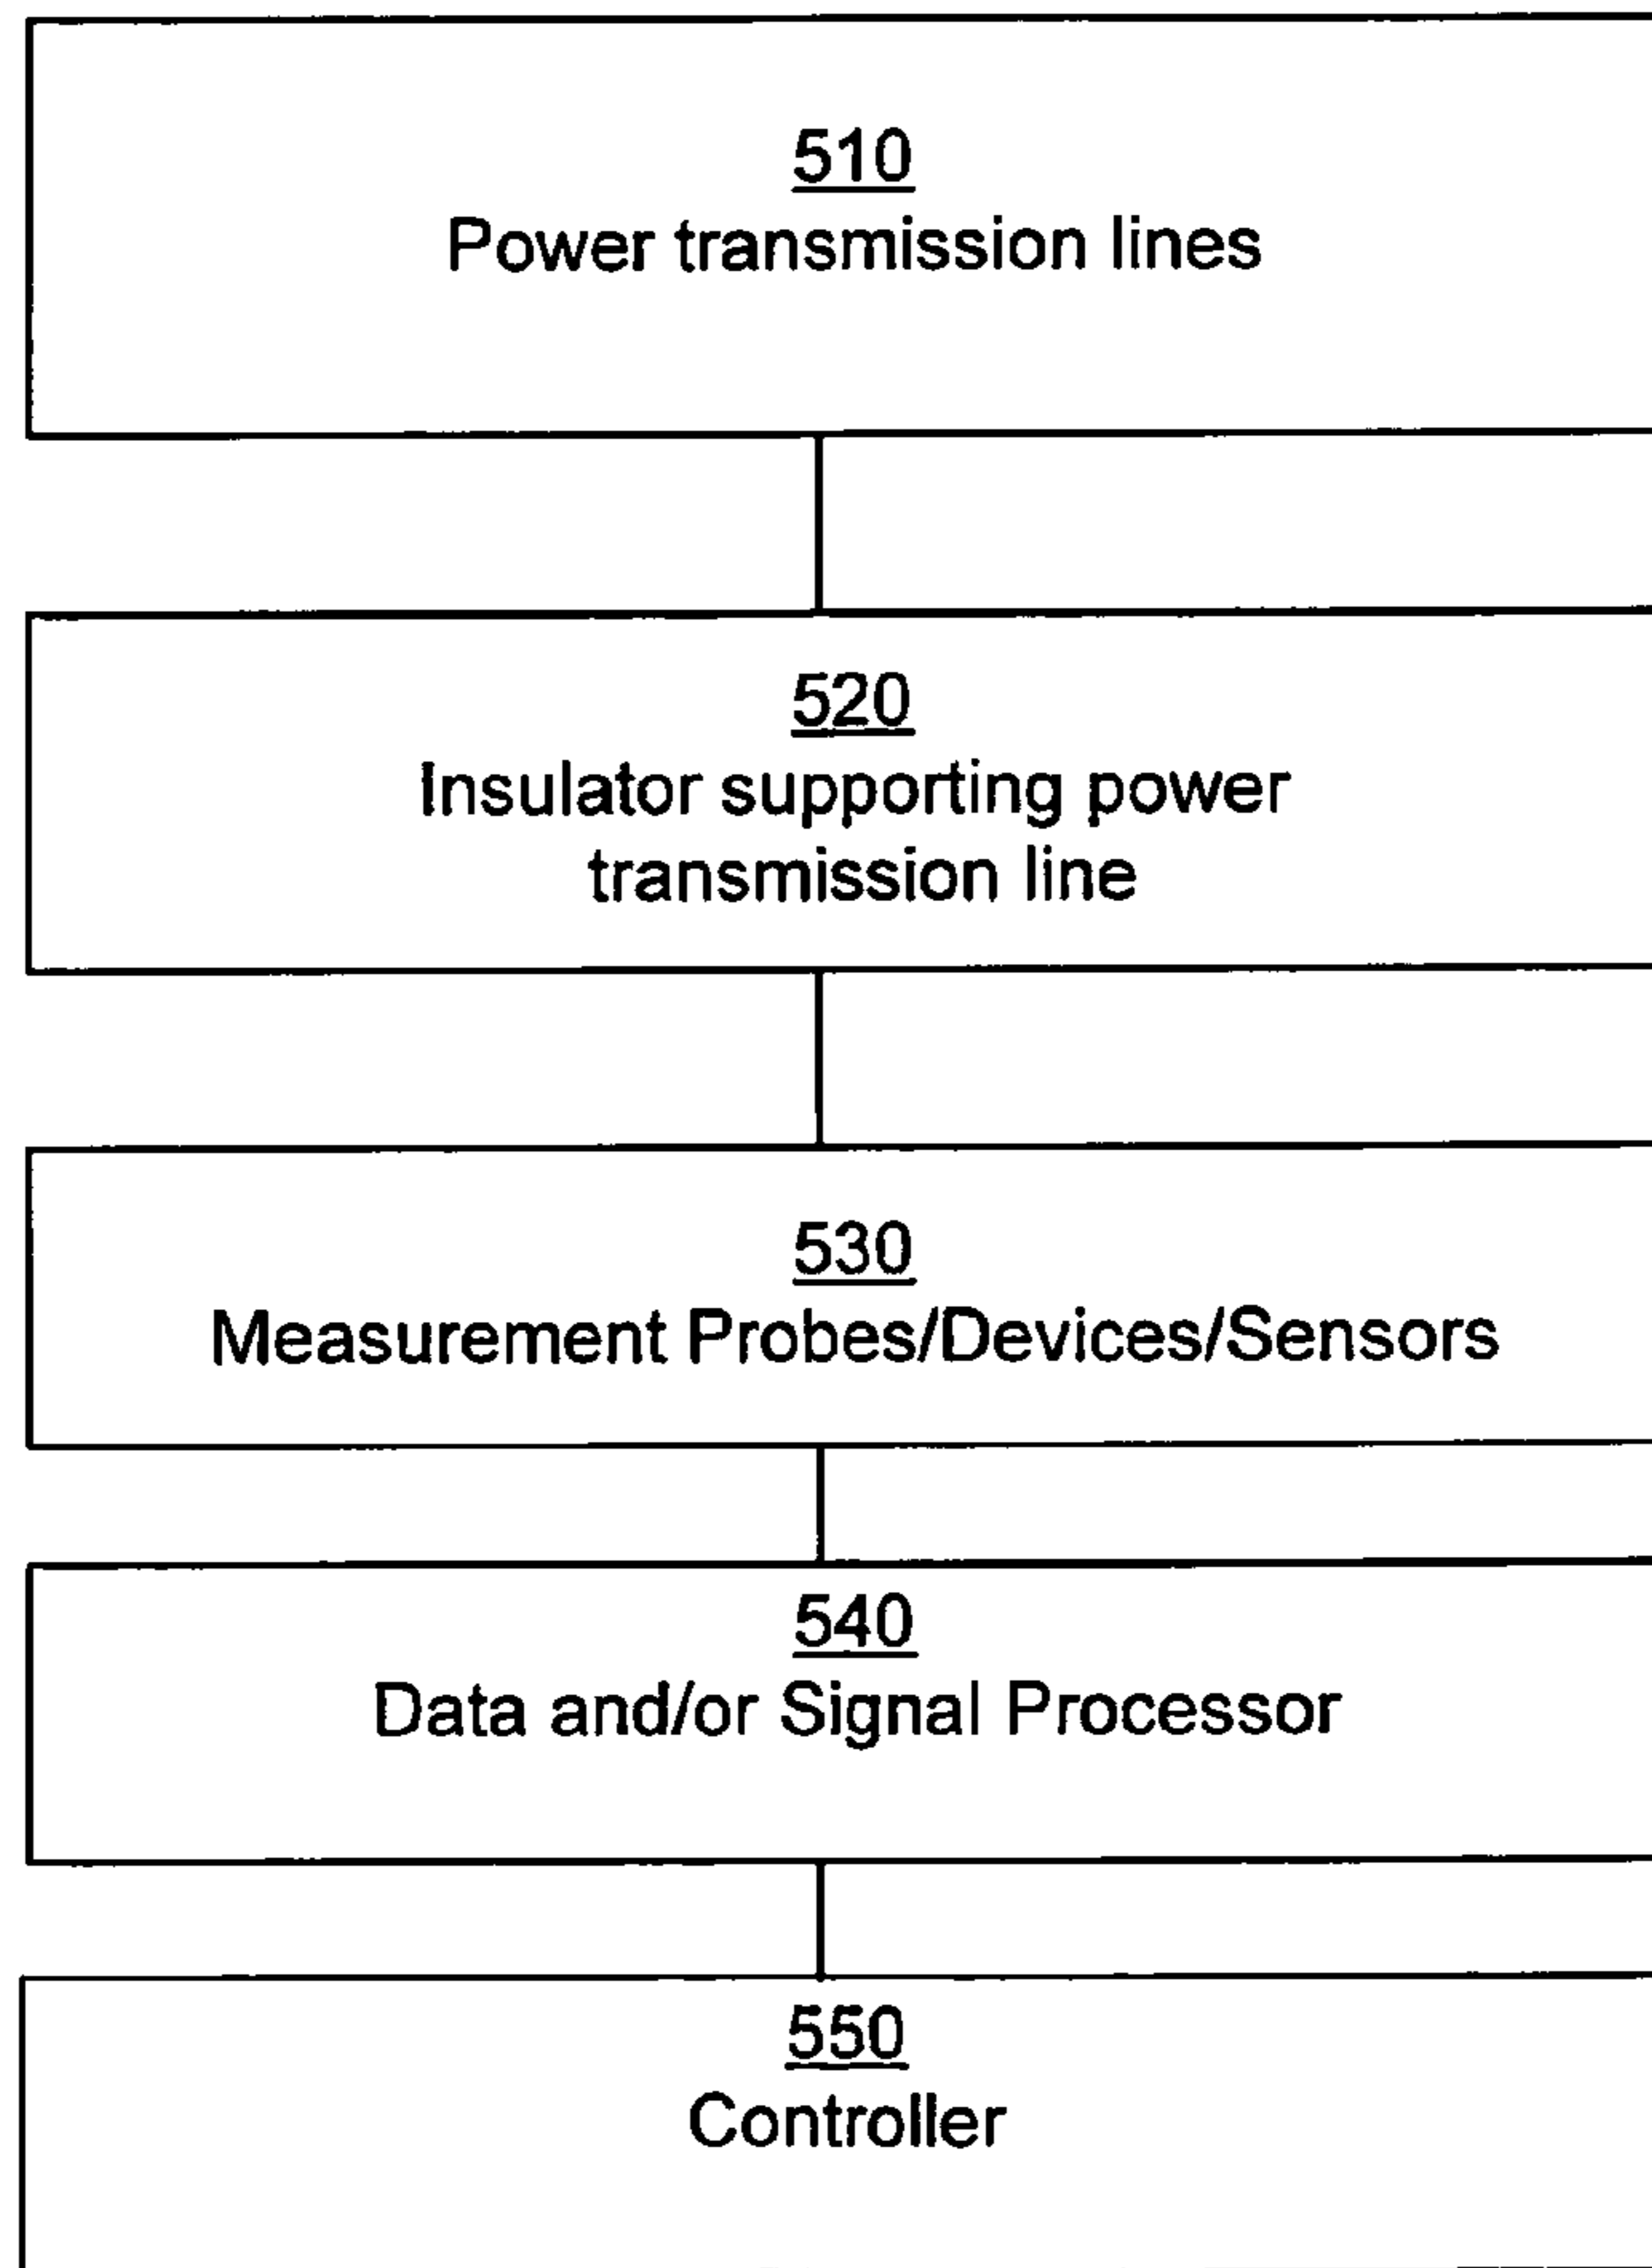 510
Power transmission lines
520
Insulator supporting power
transmission line
530
Measurement Probes/Devices/Sensors
540
Data and/or Signal Processor
550
Controller